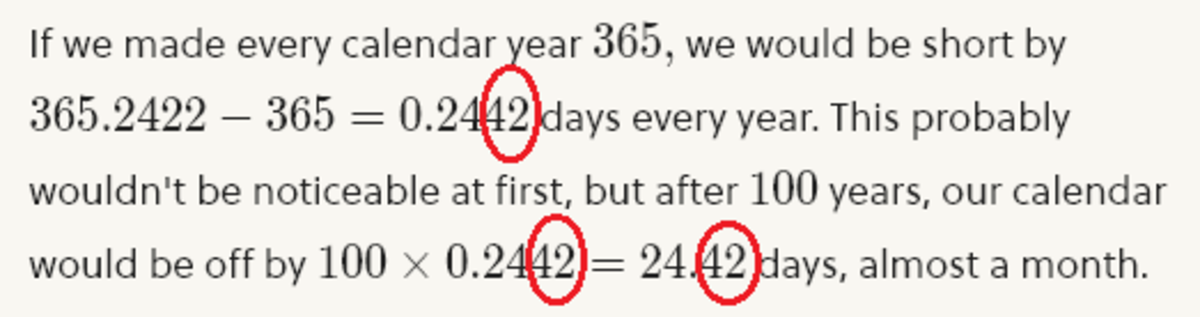 If we made every calendar year 365, we would be short by
365.2422 − 365 = 0.2442 days every year. This probably
wouldn't be noticeable at first, but after 100 years, our calendar
would be off by 100 × 0.2442 = 24.42 days, almost a month.